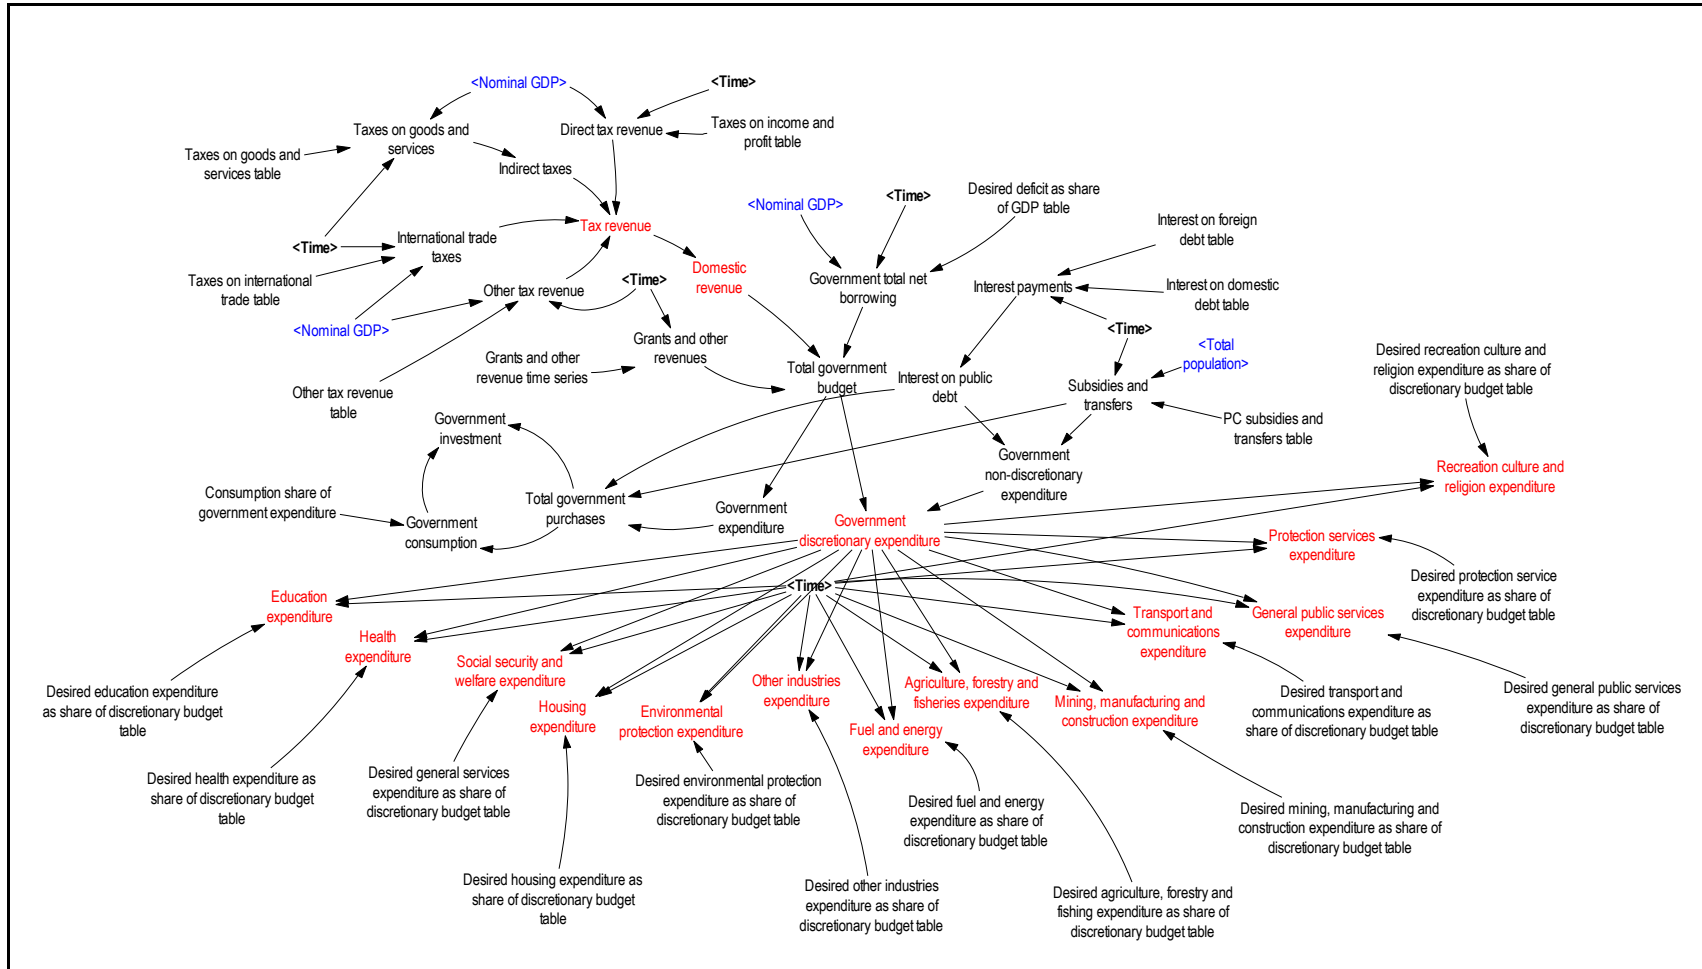 <Nominal GDP>
<Time>
Taxes on goods and
services
Direct tax revenue
Taxes on income and
profit table
Taxes on goods and
services table
Indirect taxes
<Nominal GDP>
<Time>
Desired deficit as share
of GDP table
Tax revenue
Interest on foreign
debt table
<Time>
International trade
taxes
Domestic
revenue
Taxes on international
trade table
Other tax revenue
<Time>
Government total net
borrowing
Interest payments
Interest on domestic
debt table
<Nominal GDP>
Grants and other
revenues
<Time>
<Total
population>
Desired recreation culture and
religion expenditure as share of
discretionary budget table
Grants and other
revenue time series
Total government
budget
Interest on public
debt
Subsidies and
transfers
Other tax revenue
table
Government
investment
PC subsidies and
transfers table
Government
non-discretionary
expenditure
Recreation culture and
religion expenditure
Consumption share of
government expenditure
Total government
purchases
Government
expenditure
Government
consumption
Government
discretionary expenditure
Protection services
expenditure
<Time>
Desired protection service
expenditure as share of
discretionary budget table
Education
expenditure
Transport and
communications
expenditure
General public services
expenditure
Health
expenditure
Social security and
welfare expenditure
Other industries
expenditure
Agriculture, forestry and
fisheries expenditure
Mining, manufacturing and
construction expenditure
Housing
expenditure
Environmental
protection expenditure
Fuel and energy
expenditure
Desired education expenditure
as share of discretionary budget
table
Desired transport and
communications expenditure as
share of discretionary budget table
Desired general public services
expenditure as share of
discretionary budget table
Desired health expenditure as
share of discretionary budget
table
Desired general services
expenditure as share of
discretionary budget table
Desired environmental protection
expenditure as share of
discretionary budget table
Desired fuel and energy
expenditure as share of
discretionary budget table
Desired mining, manufacturing and
construction expenditure as share of
discretionary budget table
Desired housing expenditure as
share of discretionary budget
table
Desired other industries
expenditure as share of
discretionary budget table
Desired agriculture, forestry and
fishing expenditure as share of
discretionary budget table